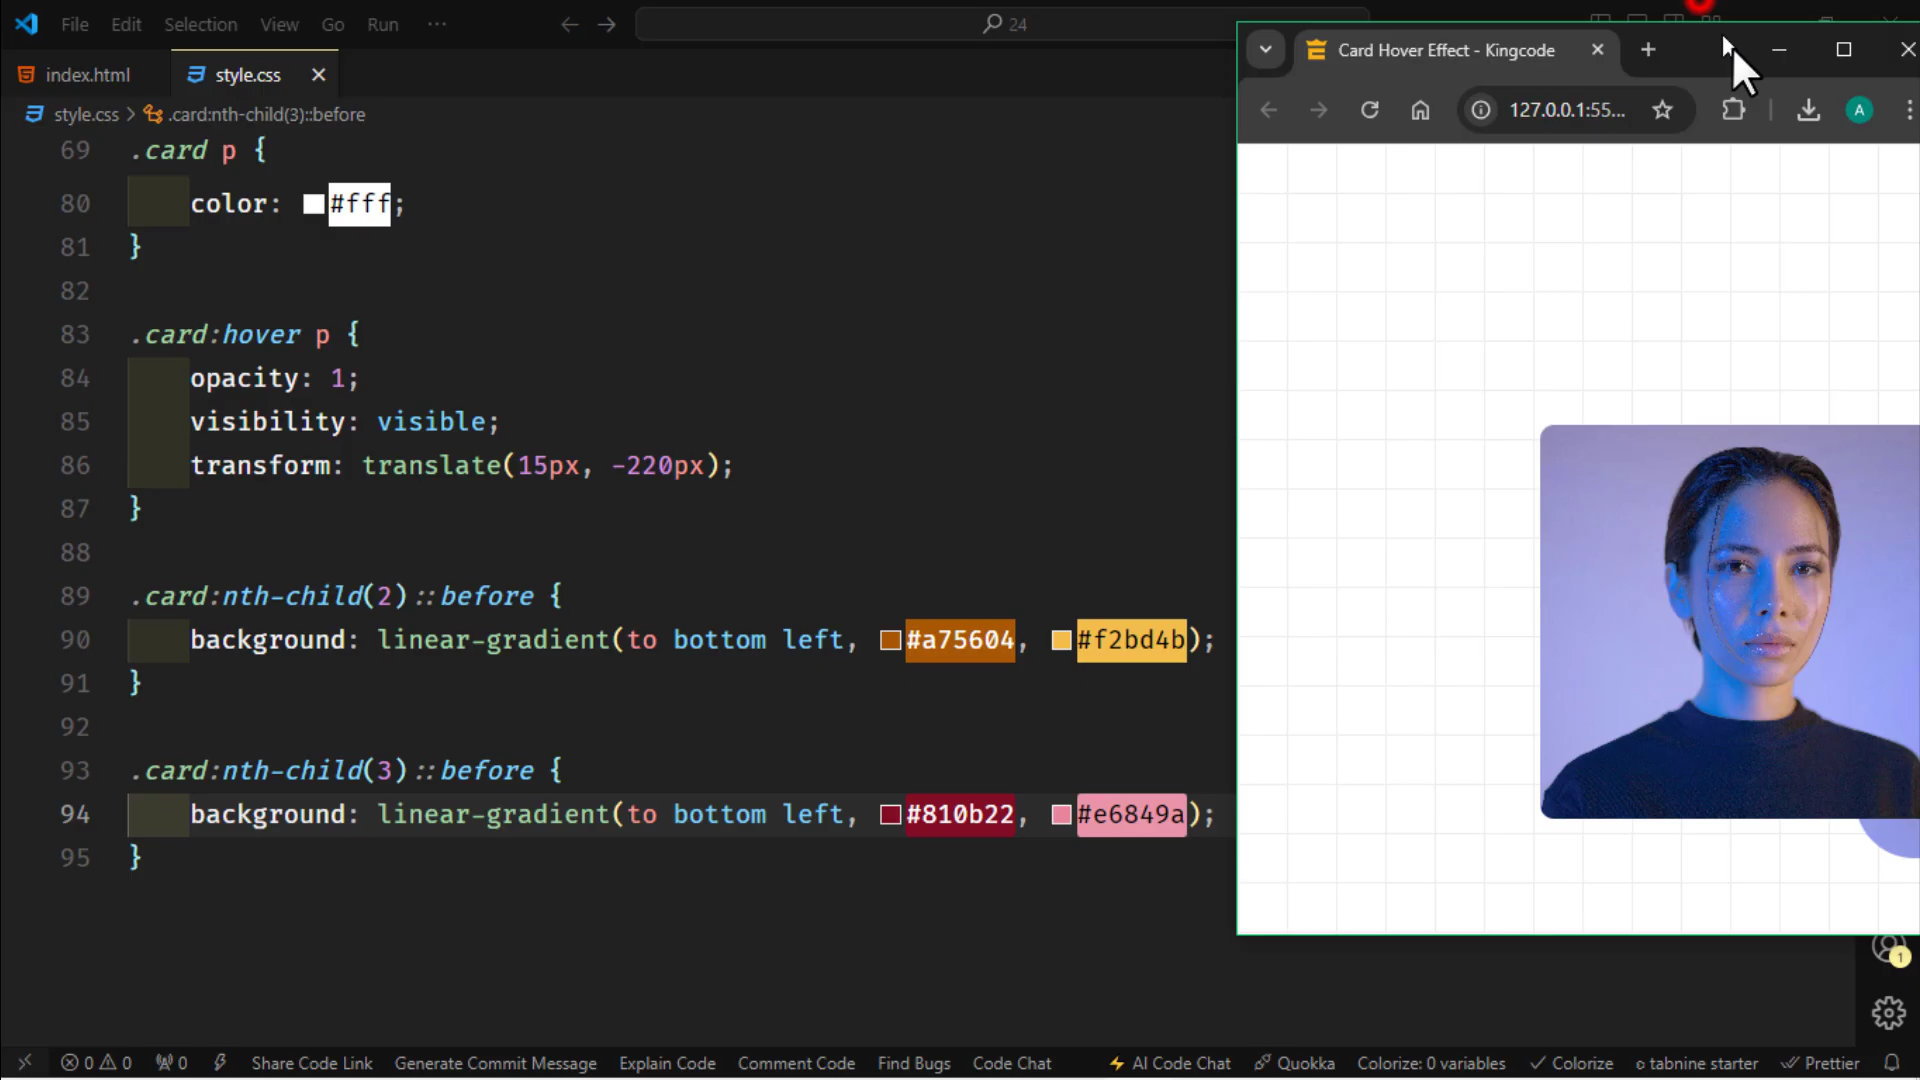 File Edit Selection View Go Run ... 24
index.html style.css
style.css > .card:nth-child(3)::before
69 .card p {
80 color: #fff;
81 }
82
83 .card:hover p {
84 opacity: 1;
85 visibility: visible;
86 transform: translate(15px, -220px);
87 }
88
89 .card:nth-child(2)::before {
90 background: linear-gradient(to bottom left, #a75604, #f2bd4b);
91 }
92
93 .card:nth-child(3)::before {
94 background: linear-gradient(to bottom left, #810b22, #e6849a);
95 }
Card Hover Effect - Kingcode
127.0.0.1:55...
A
1
0 0 0 Share Code Link Generate Commit Message Explain Code Comment Code Find Bugs Code Chat AI Code Chat Quokka Colorize: 0 variables Colorize tabnine starter Prettier